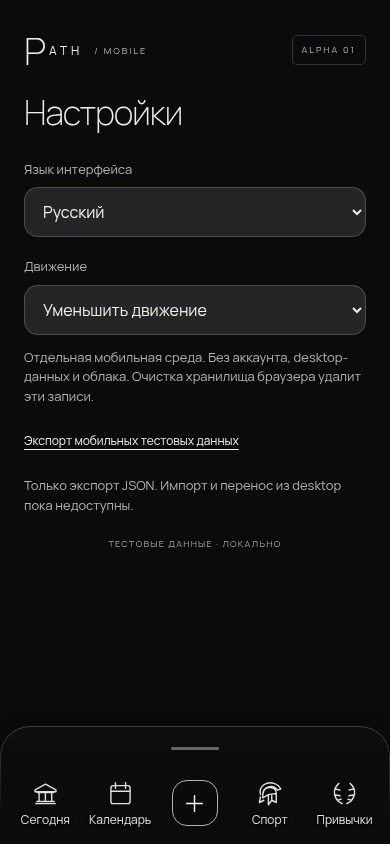 PATH / MOBILE ALPHA 01
Настройки
Язык интерфейса
Русский
Движение
Уменьшить движение
Отдельная мобильная среда. Без аккаунта, desktop-
данных и облака. Очистка хранилища браузера удалит
эти записи.
Экспорт мобильных тестовых данных
Только экспорт JSON. Импорт и перенос из desktop
пока недоступны.
ТЕСТОВЫЕ ДАННЫЕ · ЛОКАЛЬНО
Сегодня Календарь Спорт Привычки